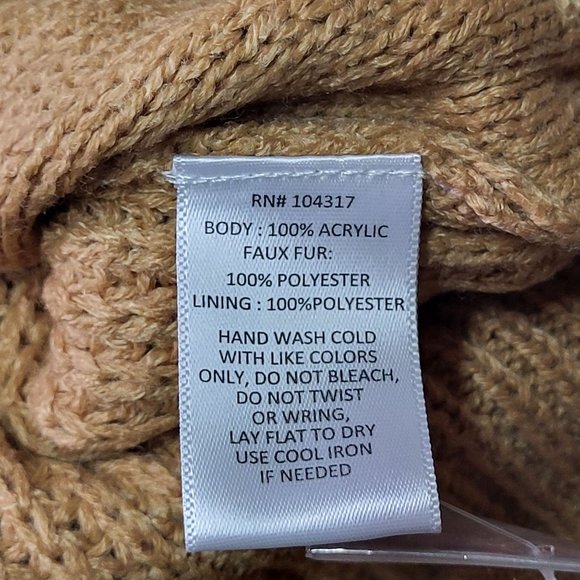 RN# 104317
BODY : 100% ACRYLIC
FAUX FUR:
100% POLYESTER
LINING : 100%POLYESTER
HAND WASH COLD
WITH LIKE COLORS
ONLY, DO NOT BLEACH,
DO NOT TWIST
OR WRING,
LAY FLAT TO DRY
USE COOL IRON
IF NEEDED